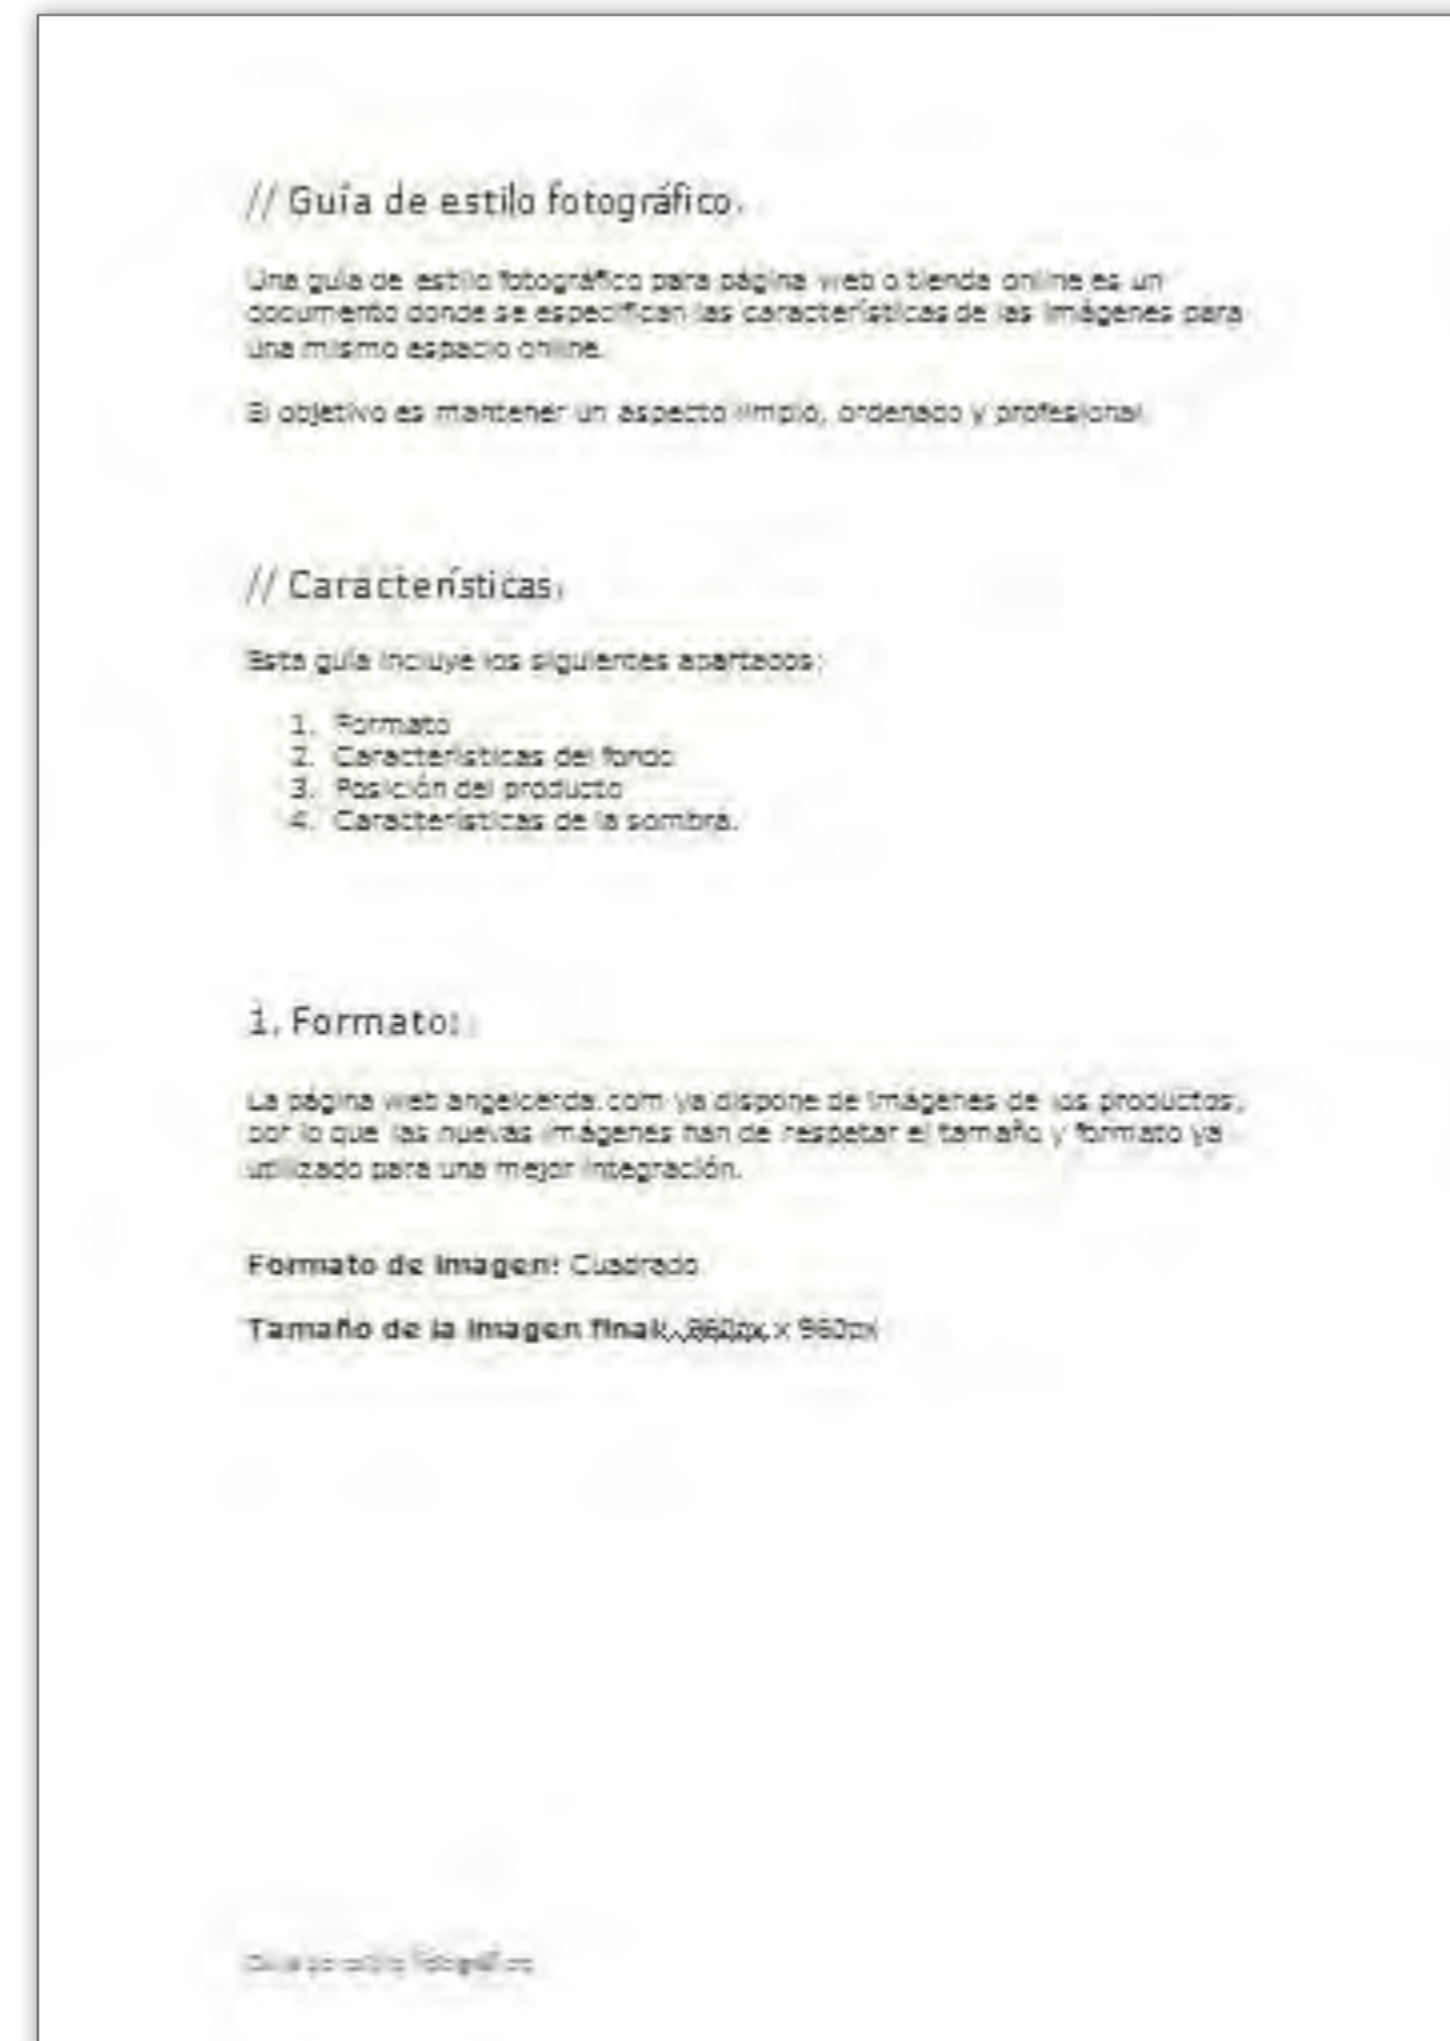 // Guía de estilo fotográfico.
Una guía de estilo fotográfico para página web o tienda online es un
documento donde se especifican las características de las imágenes para
una mismo espacio online.
El objetivo es mantener un aspecto limpio, ordenado y profesional.
// Características:
Esta guía incluye los siguientes apartados:
1. Formato
2. Características del fondo
3. Posición del producto
4. Características de la sombra.
1. Formato:
La página web angelcerda.com ya dispone de imágenes de los productos,
por lo que las nuevas imágenes han de respetar el tamaño y formato ya
utilizado para una mejor integración.
Formato de imagen: Cuadrado
Tamaño de la imagen final: 960px x 960px